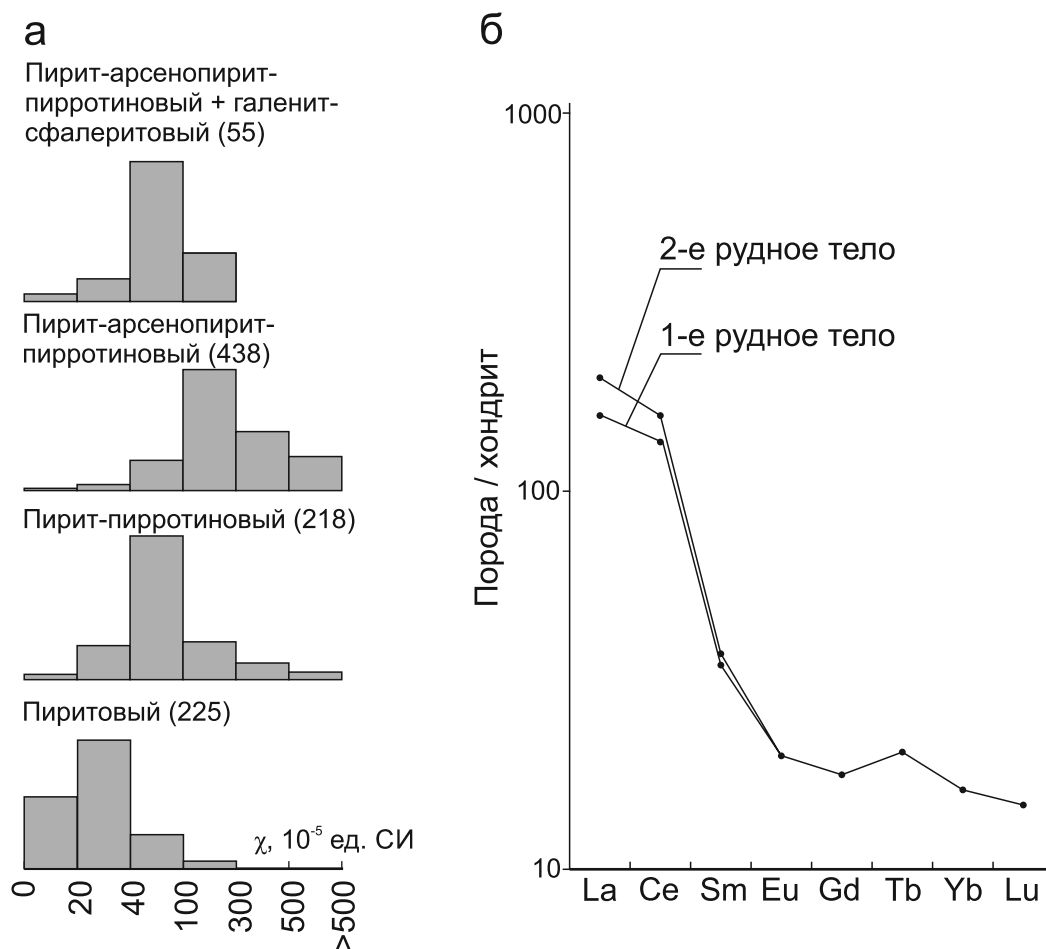 а
Пирит-арсенопирит-
пирротиновый + галенит-
сфалеритовый (55)
Пирит-арсенопирит-
пирротиновый (438)
Пирит-пирротиновый (218)
Пиритовый (225)
χ, 10-5 ед. СИ
0
20
40
100
300
500
>500
б
1000
100
10
Порода / хондрит
2-е рудное тело
1-е рудное тело
La Ce Sm Eu Gd Tb Yb Lu